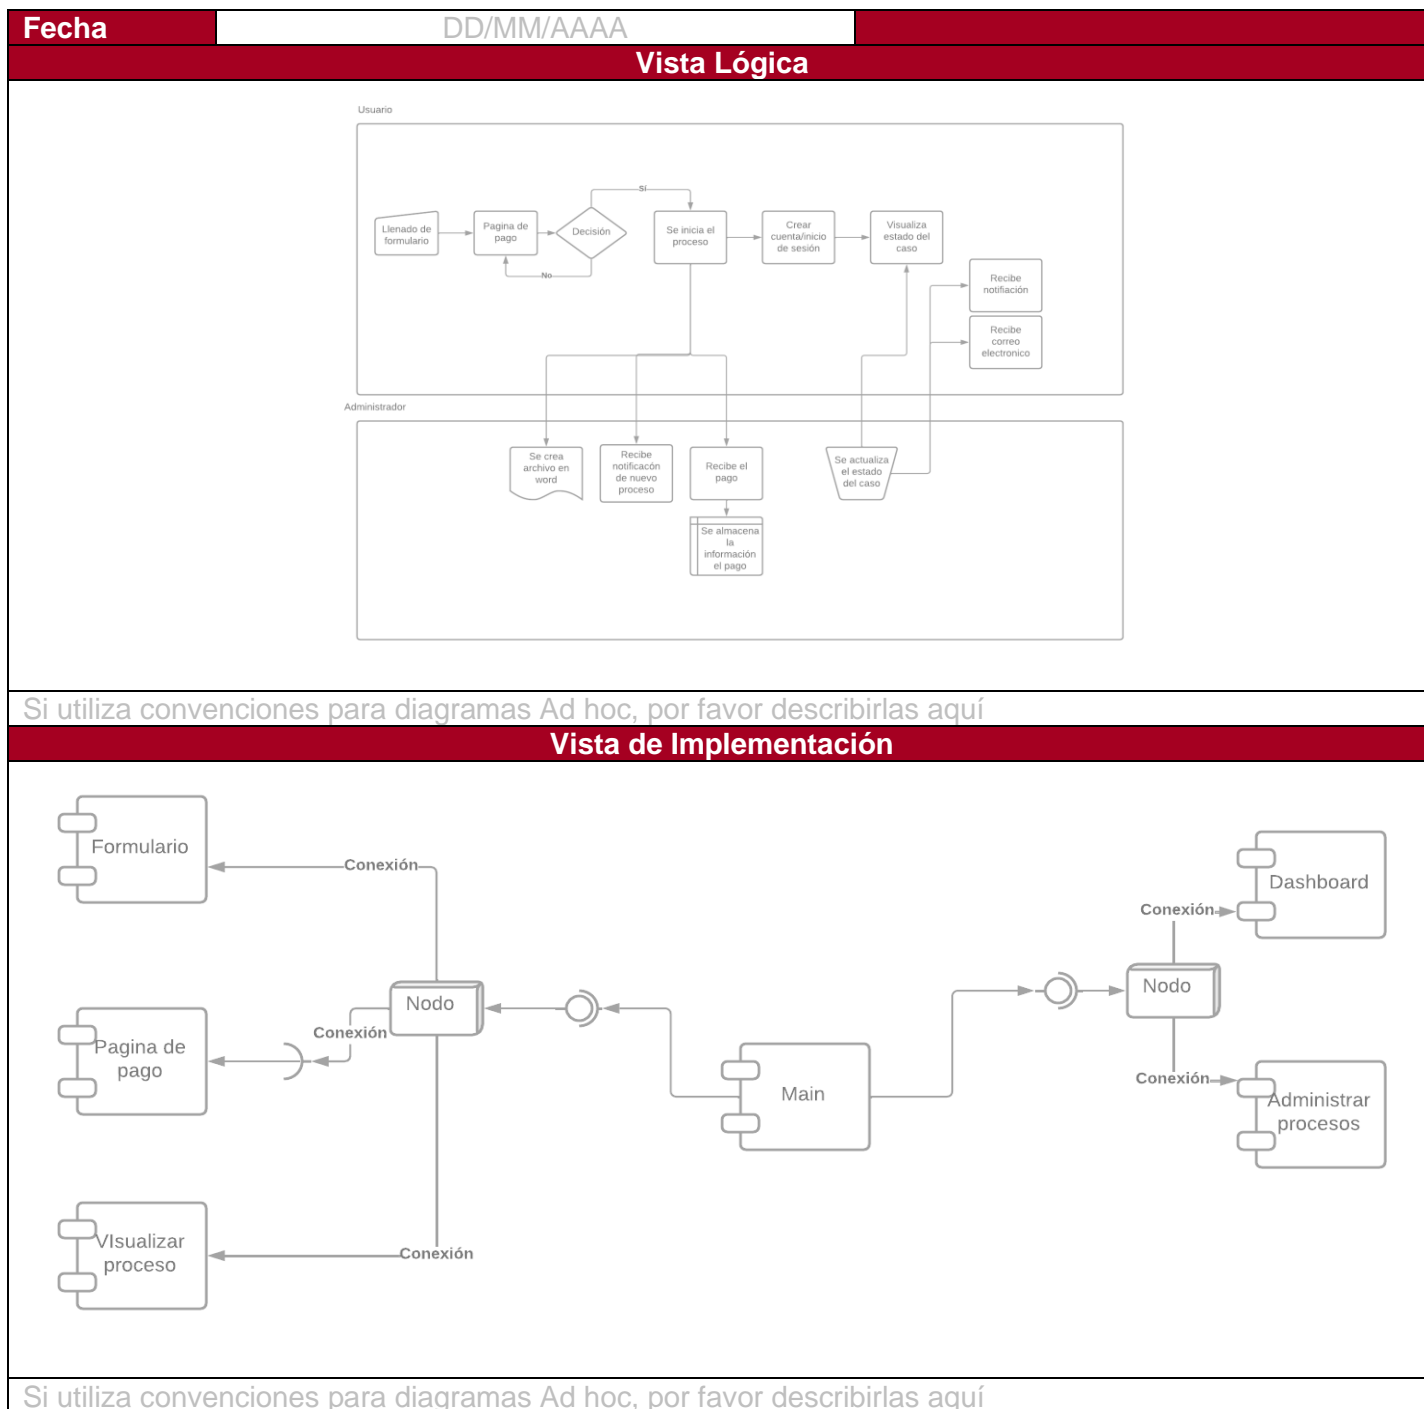 Fecha
DD/MM/AAAA
Vista Lógica
Usuario
Sí
Llenado de
formulario
Pagina de
pago
Decisión
No
Se inicia el
proceso
Crear
cuenta/inicio
de sesión
Visualiza
estado del
caso
Recibe
notifiación
Recibe
correo
electronico
Administrador
Se crea
archivo en
word
Recibe
notificacón
de nuevo
proceso
Recibe el
pago
Se actualiza
el estado
del caso
Se almacena
la
información
el pago
Si utiliza convenciones para diagramas Ad hoc, por favor describirlas aquí
Vista de Implementación
Formulario
Conexión
Dashboard
Conexión
Nodo
Nodo
Conexión
Pagina de
pago
Main
Conexión
Administrar
procesos
VIsualizar
proceso
Conexión
Si utiliza convenciones para diagramas Ad hoc, por favor describirlas aquí